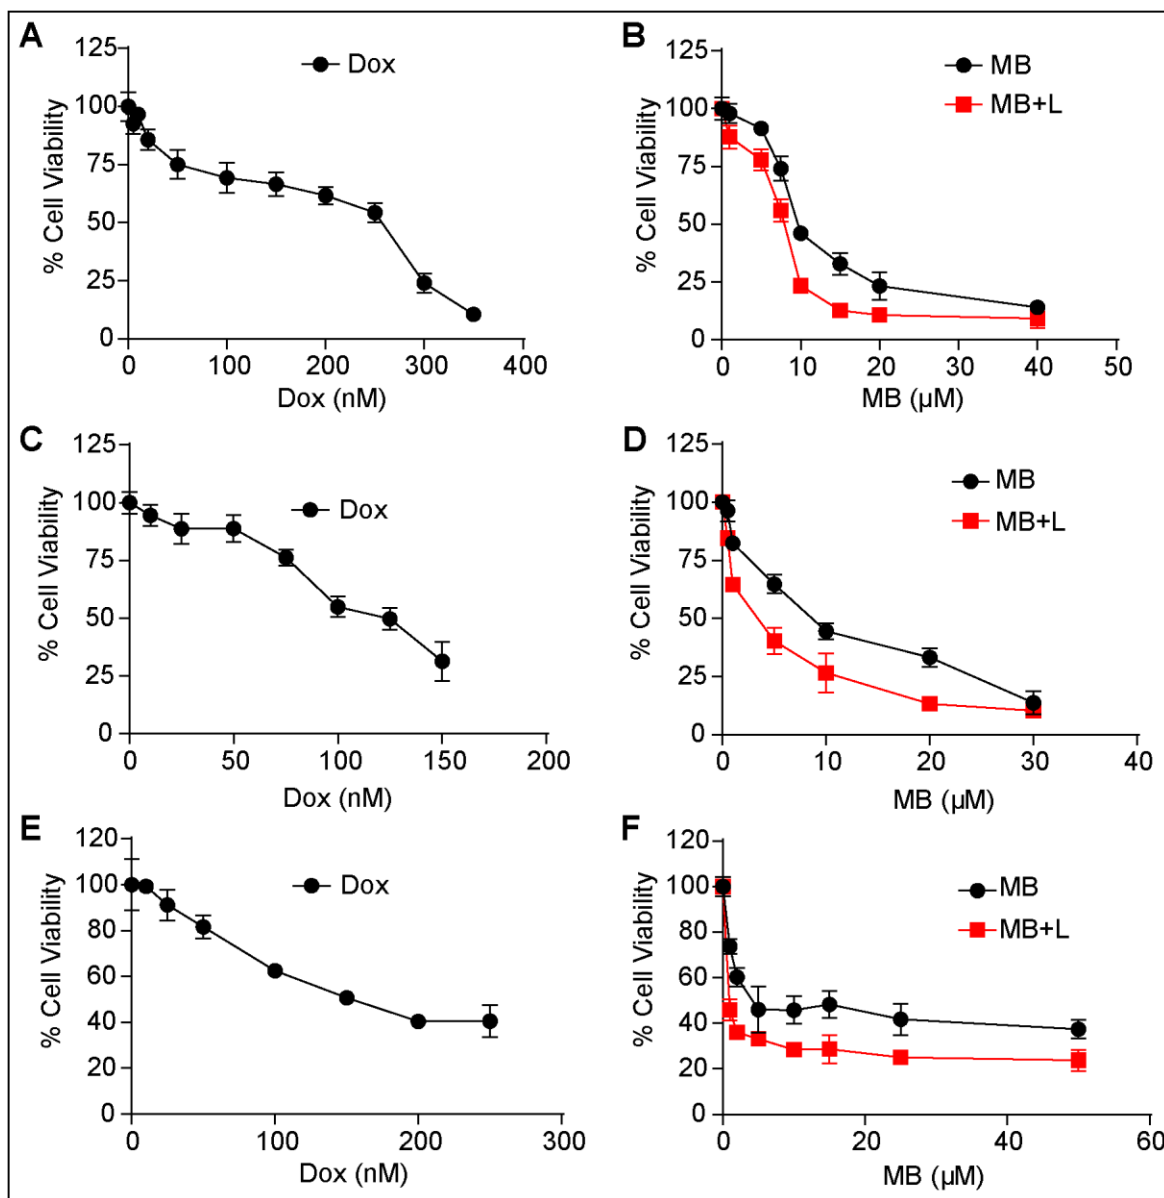 A
125
100
75
50
25
0
% Cell Viability
Dox
0 100 200 300 400
Dox (nM)
B
125
100
75
50
25
0
% Cell Viability
MB
MB+L
0 10 20 30 40 50
MB (µM)
C
125
100
75
50
25
0
% Cell Viability
Dox
0 50 100 150 200
Dox (nM)
D
125
100
75
50
25
0
% Cell Viability
MB
MB+L
0 10 20 30 40
MB (µM)
E
120
100
80
60
40
20
0
% Cell Viability
Dox
0 100 200 300
Dox (nM)
F
120
100
80
60
40
20
0
% Cell Viability
MB
MB+L
0 20 40 60
MB (µM)